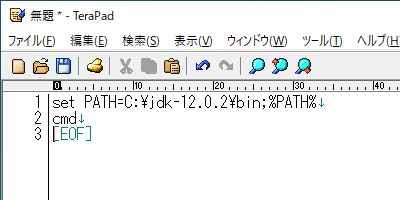 無題 * - TeraPad
ファイル(F) 編集(E) 検索(S) 表示(V) ウィンドウ(W) ツール(T) ヘルプ(H
0 10 20 30 40
1 set PATH=C:¥jdk-12.0.2¥bin;%PATH%↓
2 cmd↓
3 [EOF]